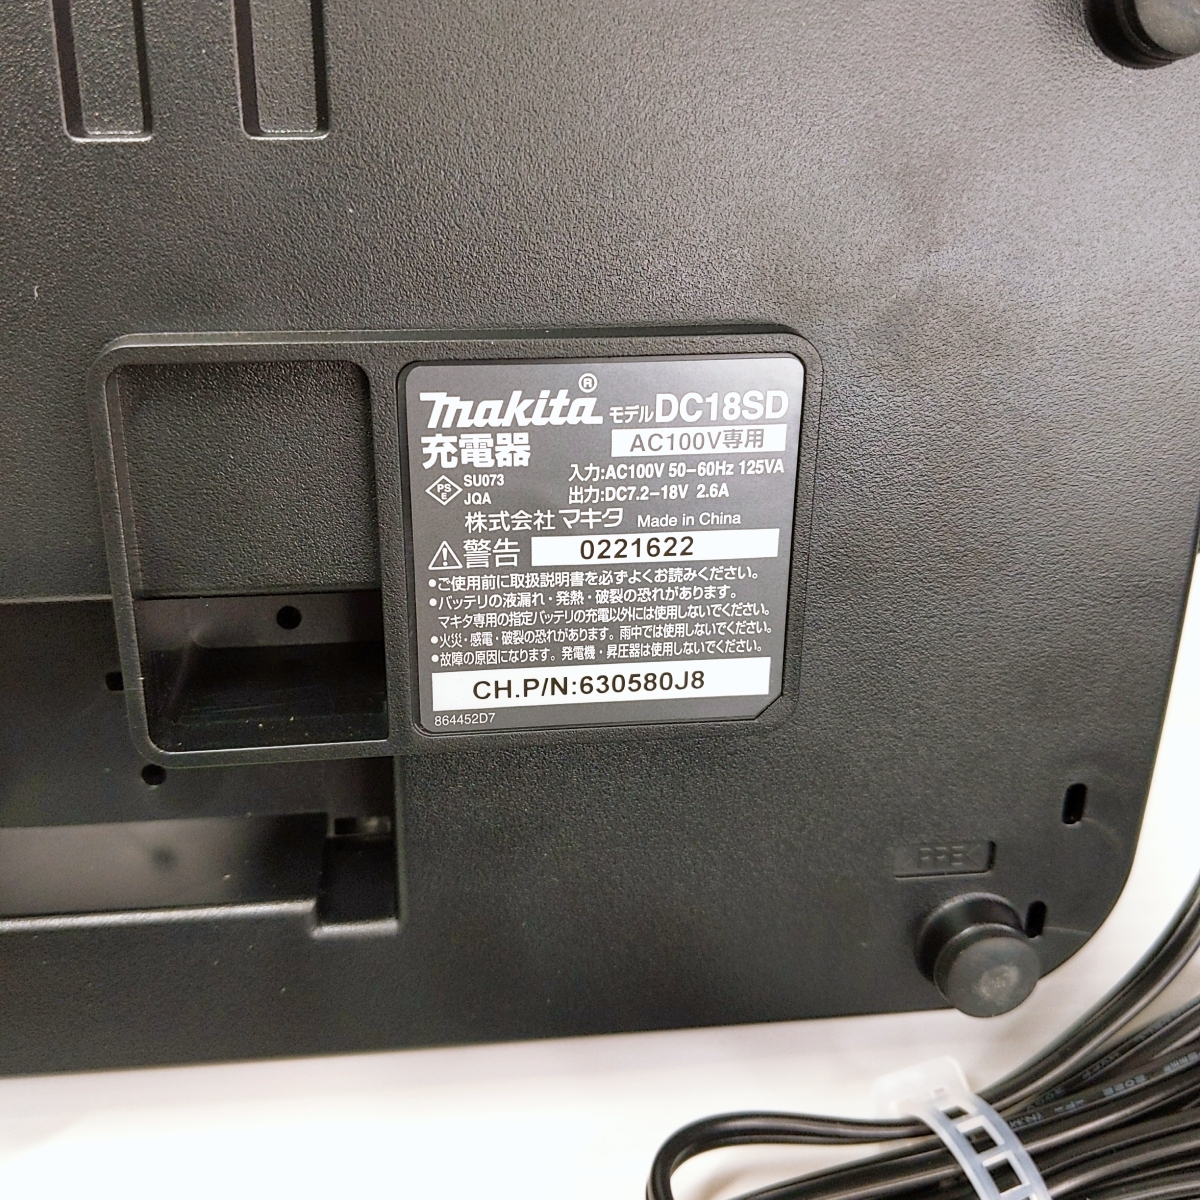 makita® モデルDC18SD
充電器 AC100V専用
入力:AC100V 50-60Hz 125VA
PS E SU073 JQA
出力:DC7.2-18V 2.6A
株式会社マキタ Made in China
⚠警告 0221622
•ご使用前に取扱説明書を必ずよくお読みください。
•バッテリの液漏れ・発熱・破裂の恐れがあります。
マキタ専用の指定バッテリの充電以外には使用しないでください。
•火災・感電・破裂の恐れがあります。雨中では使用しないでください。
•故障の原因になります。発電機・昇圧器は使用しないでください。
CH.P/N:630580J8
864452D7
>PPE<